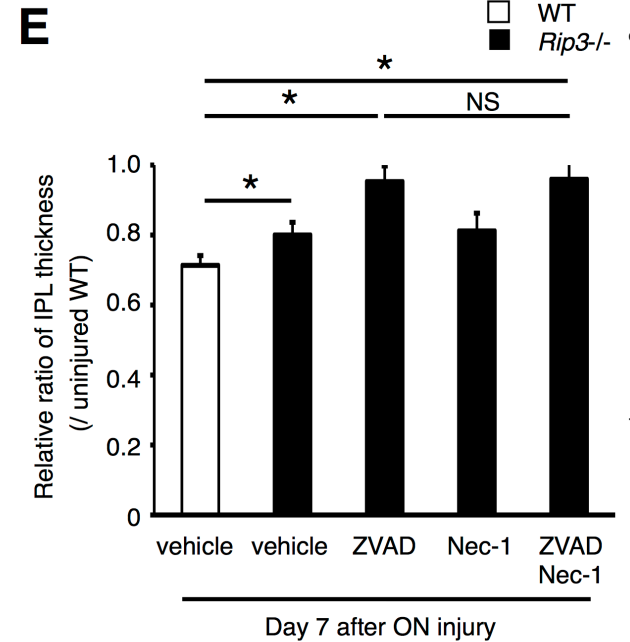 E
WT
Rip3-/-
*
*
NS
*
1.0
0.8
0.6
0.4
0.2
0
Relative ratio of IPL thickness
(/ uninjured WT)
vehicle vehicle ZVAD Nec-1 ZVAD
Nec-1
Day 7 after ON injury